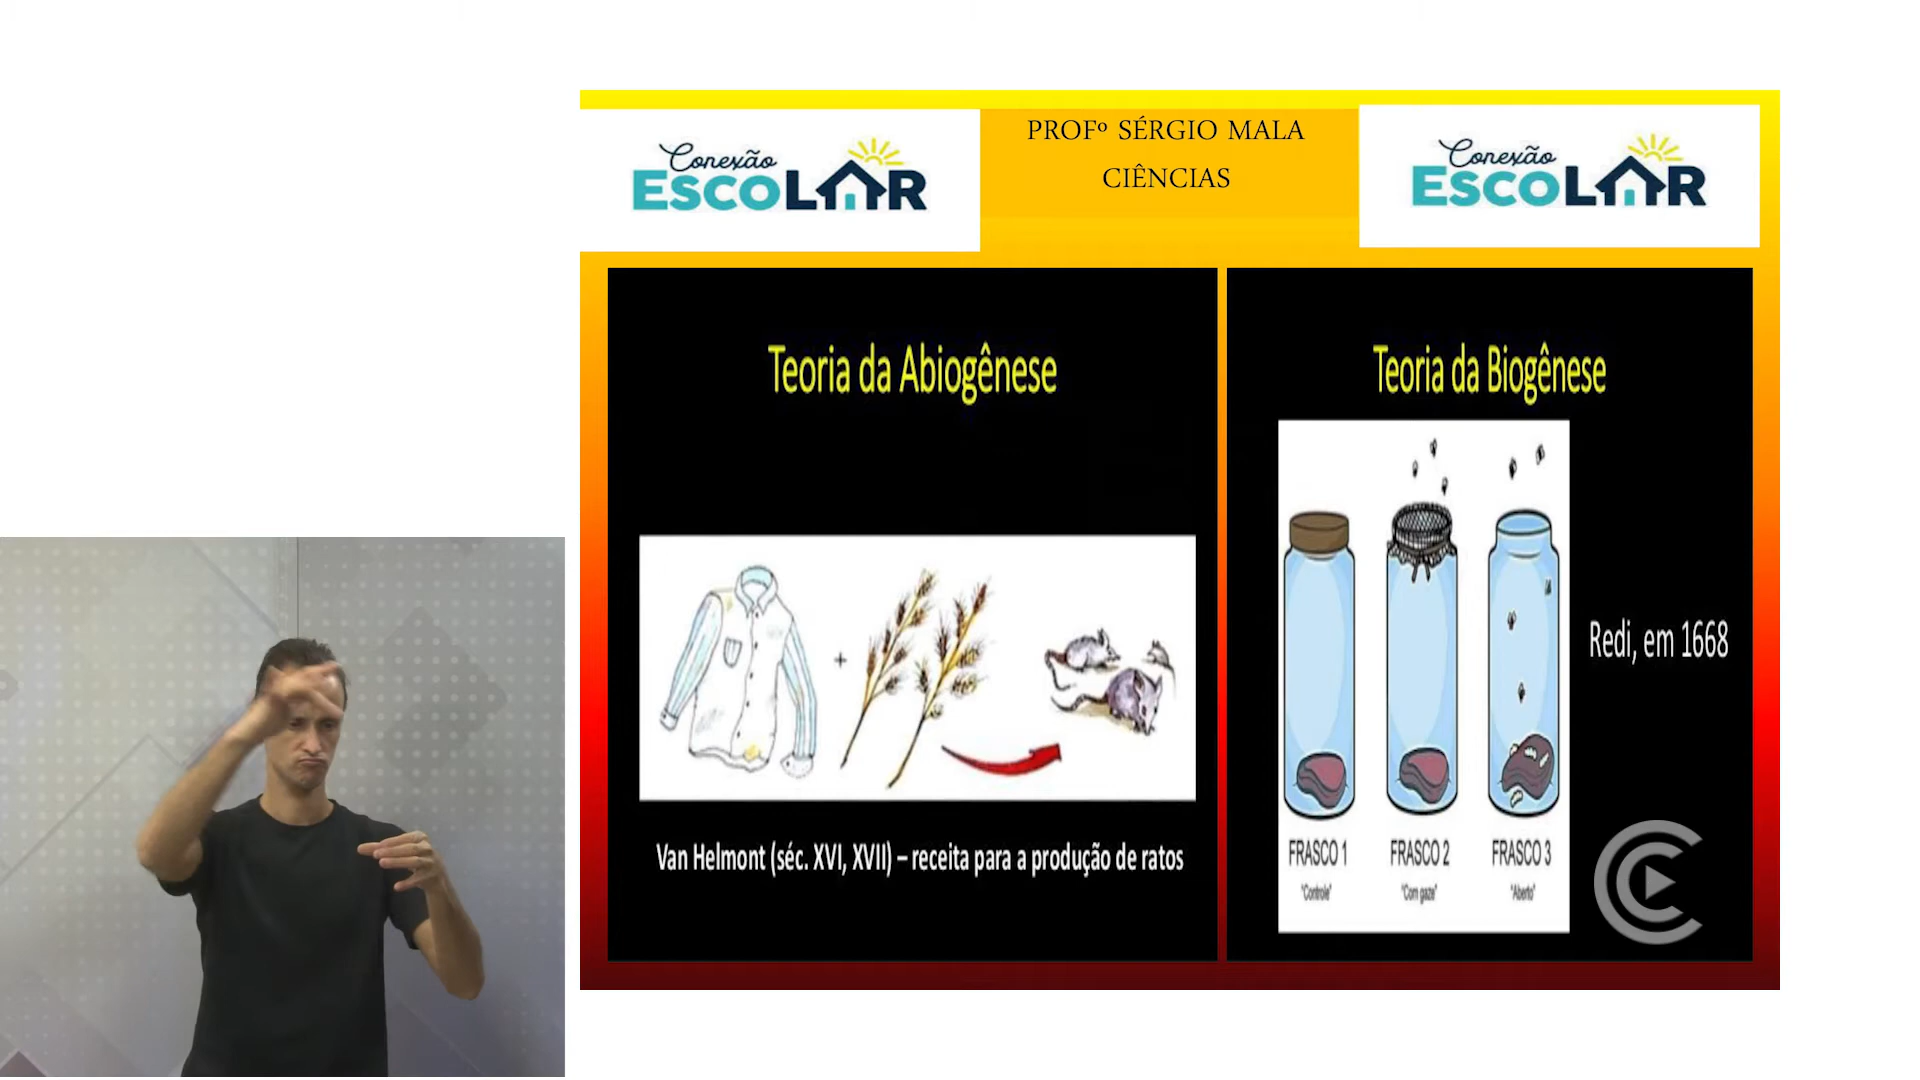 Conexão
ESCOLAR
PROFº SÉRGIO MALA
CIÊNCIAS
Conexão
ESCOLAR
Teoria da Abiogênese
+
Van Helmont (séc. XVI, XVII) – receita para a produção de ratos
Teoria da Biogênese
Redi, em 1668
FRASCO 1
FRASCO 2
FRASCO 3
"Controle"
"Com gaze"
"Aberto"